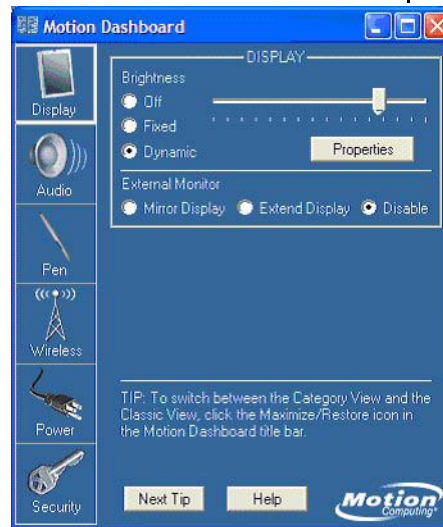 Motion Dashboard
DISPLAY
Display
Brightness
Off
Fixed
Dynamic
Properties
External Monitor
Mirror Display Extend Display Disable
Audio
Pen
Wireless
Power
Security
TIP: To switch between the Category View and the
Classic View, click the Maximize/Restore icon in
the Motion Dashboard title bar.
Next Tip Help
Motion
Computing